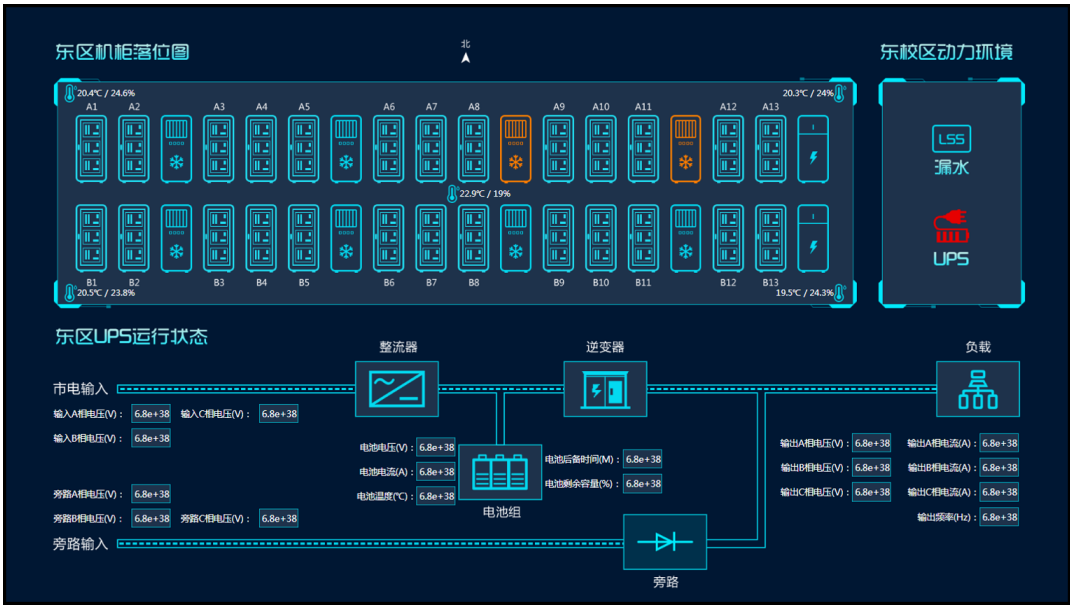 东区机柜落位图
北
东校区动力环境
20.4℃ / 24.6%
20.3℃ / 24%
A1 A2 A3 A4 A5 A6 A7 A8 A9 A10 A11 A12 A13
LSS
漏水
22.9℃ / 19%
UPS
B1 B2 B3 B4 B5 B6 B7 B8 B9 B10 B11 B12 B13
20.5℃ / 23.8%
19.5℃ / 24.3%
东区UPS运行状态
整流器
逆变器
负载
市电输入
输入A相电压(V)： 6.8e+38 输入C相电压(V)： 6.8e+38
输入B相电压(V)： 6.8e+38
电池电压(V)： 6.8e+38
电池电流(A)： 6.8e+38
电池温度(℃)： 6.8e+38
电池后备时间(M)： 6.8e+38
电池剩余容量(%)： 6.8e+38
电池组
输出A相电压(V)： 6.8e+38 输出A相电流(A)： 6.8e+38
输出B相电压(V)： 6.8e+38 输出B相电流(A)： 6.8e+38
输出C相电压(V)： 6.8e+38 输出C相电流(A)： 6.8e+38
输出频率(Hz)： 6.8e+38
旁路A相电压(V)： 6.8e+38
旁路B相电压(V)： 6.8e+38 旁路C相电压(V)： 6.8e+38
旁路输入
旁路